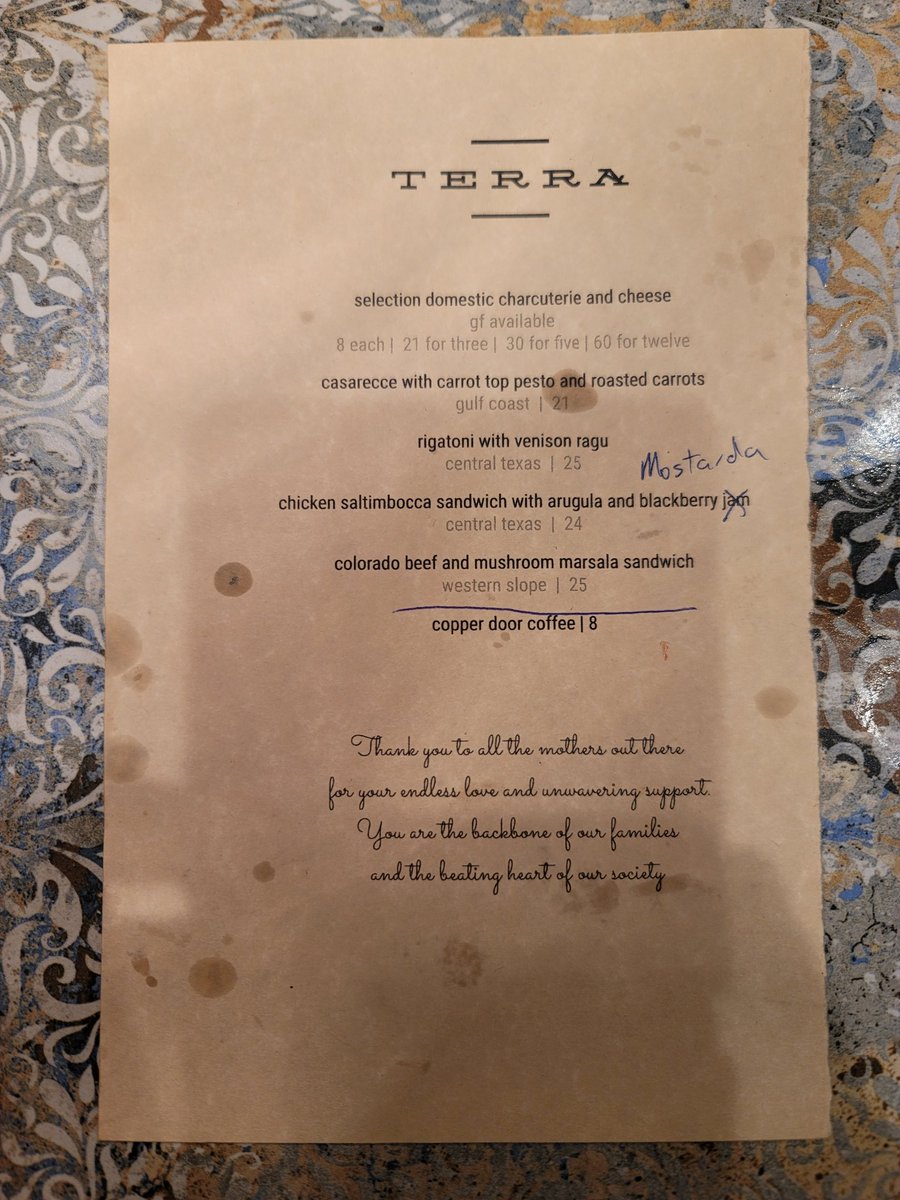 TERRA
selection domestic charcuterie and cheese
gf available
8 each | 21 for three | 30 for five | 60 for twelve
casarecce with carrot top pesto and roasted carrots
gulf coast | 21
rigatoni with venison ragu
central texas | 25
Mostarda
chicken saltimbocca sandwich with arugula and blackberry jam
central texas | 24
colorado beef and mushroom marsala sandwich
western slope | 25
copper door coffee | 8
Thank you to all the mothers out there
for your endless love and unwavering support.
You are the backbone of our families
and the beating heart of our society